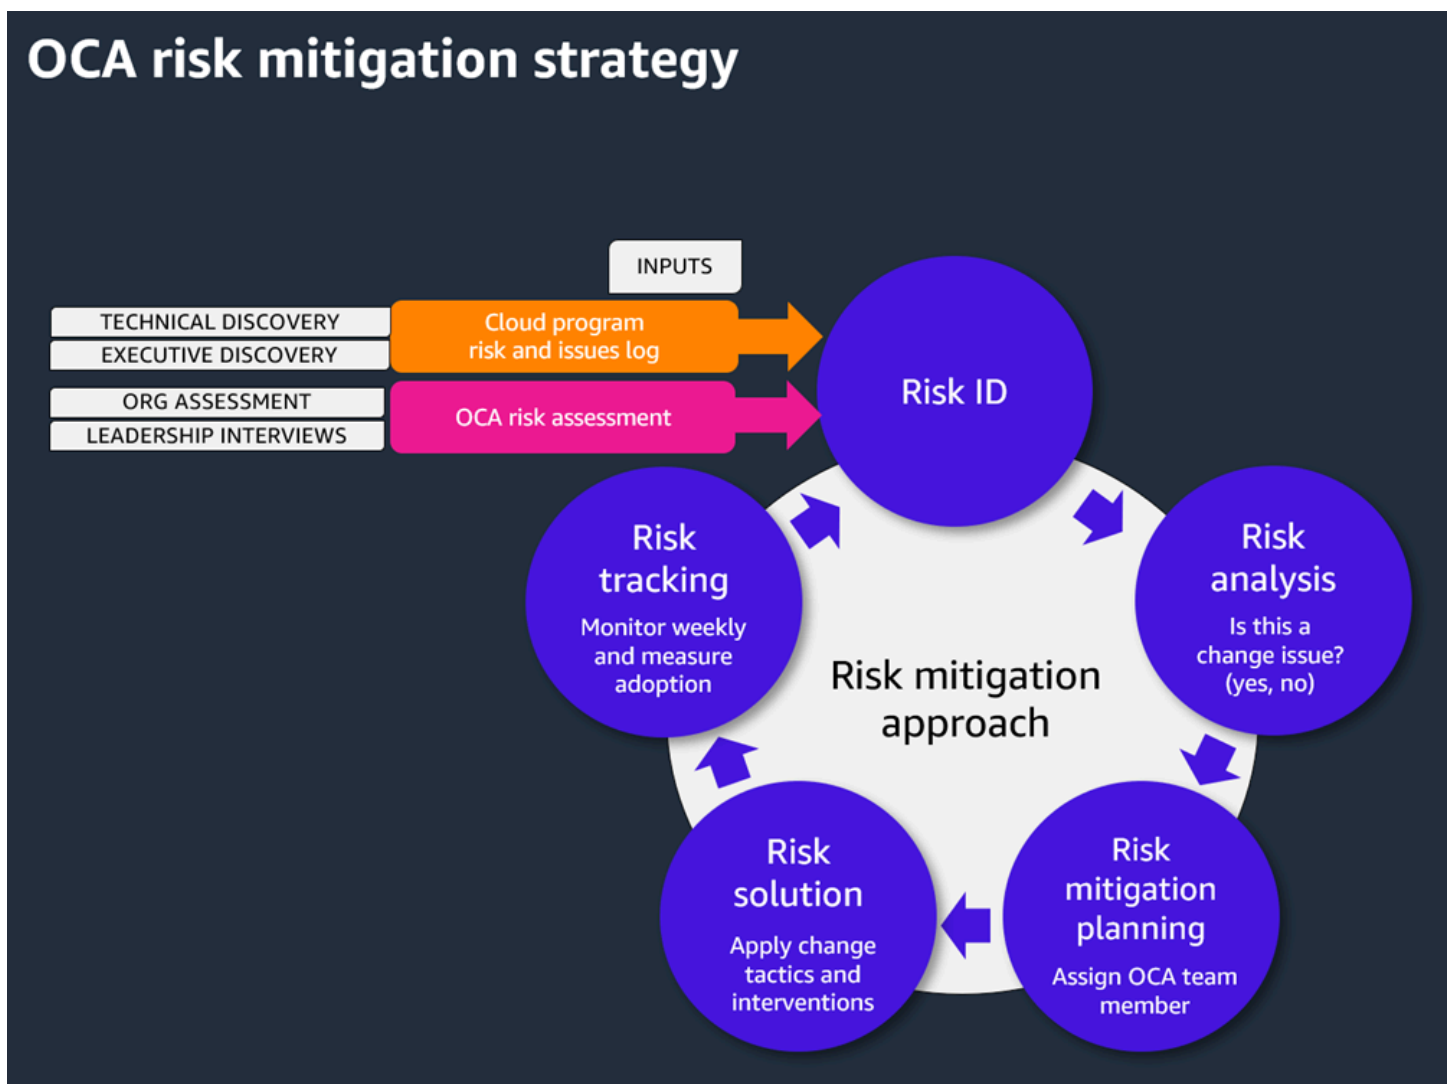 OCA risk mitigation strategy
INPUTS
TECHNICAL DISCOVERY
EXECUTIVE DISCOVERY
Cloud program
risk and issues log
ORG ASSESSMENT
LEADERSHIP INTERVIEWS
OCA risk assessment
Risk ID
Risk
analysis
Is this a
change issue?
(yes, no)
Risk
mitigation
planning
Assign OCA team
member
Risk
solution
Apply change
tactics and
interventions
Risk
tracking
Monitor weekly
and measure
adoption
Risk mitigation
approach